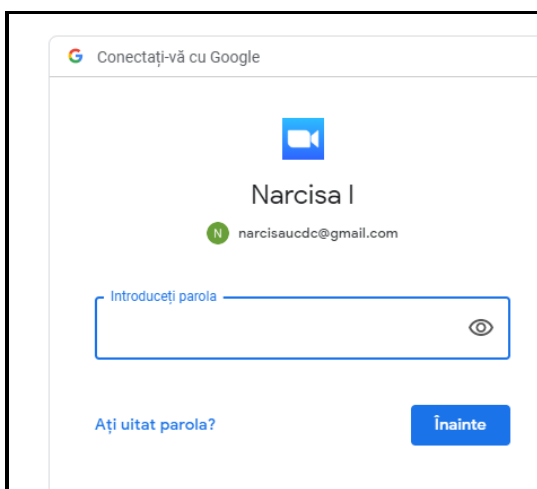 Conectați-vă cu Google
Narcisa I
N narcisaucdc@gmail.com
Introduceți parola
Ați uitat parola?
Înainte